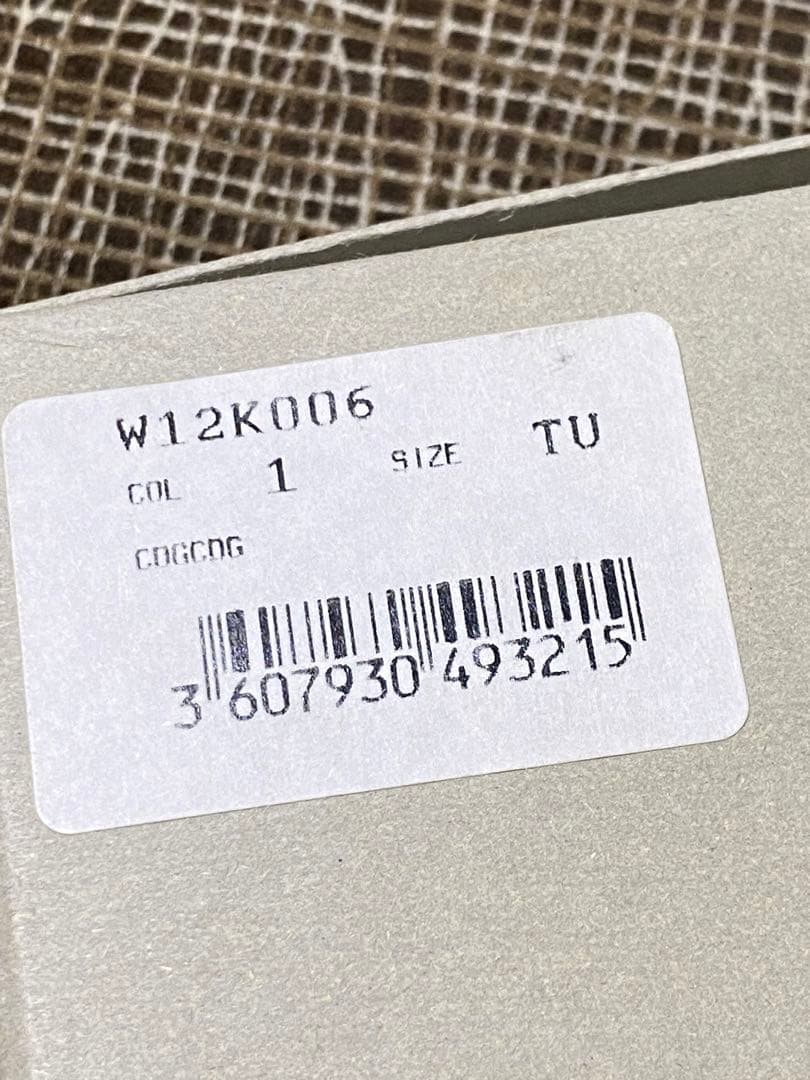 W12K006
COL 1 SIZE TU
CDGCDG
3 607930 493215